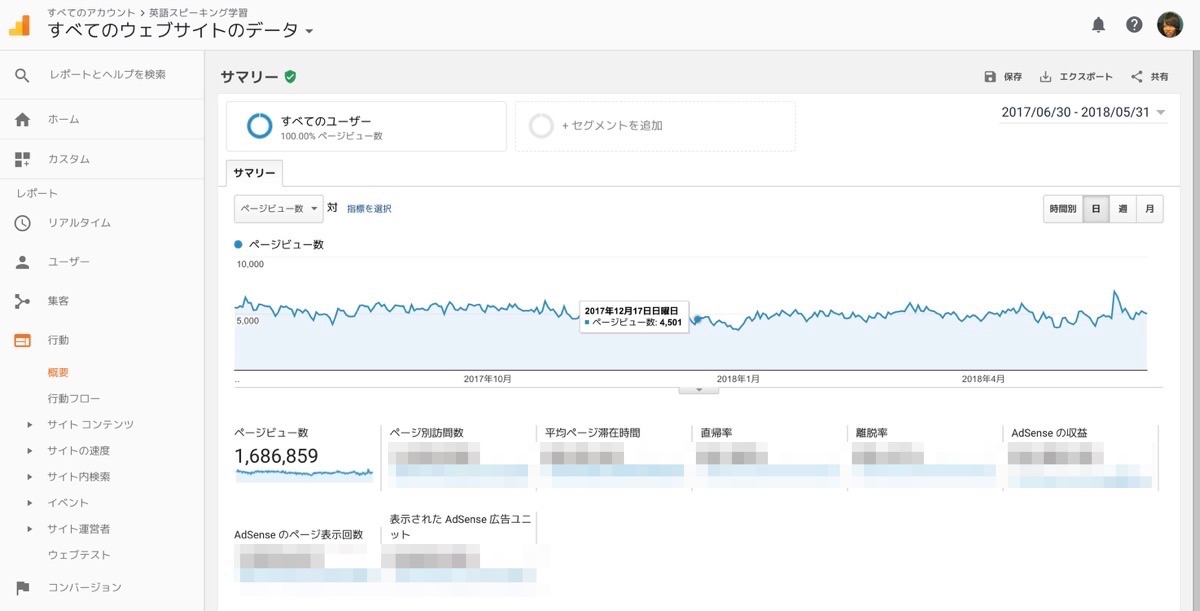 すべてのアカウント > 英語スピーキング学習
すべてのウェブサイトのデータ
レポートとヘルプを検索
ホーム
カスタム
レポート
リアルタイム
ユーザー
集客
行動
概要
行動フロー
サイト コンテンツ
サイトの速度
サイト内検索
イベント
サイト運営者
ウェブテスト
コンバージョン
サマリー
保存
エクスポート
共有
すべてのユーザー
100.00% ページビュー数
+ セグメントを追加
2017/06/30 - 2018/05/31
サマリー
ページビュー数 対 指標を選択
時間別 日 週 月
ページビュー数
10,000
5,000
2017年12月17日日曜日
ページビュー数: 4,501
..
2017年10月
2018年1月
2018年4月
ページビュー数
1,686,859
ページ別訪問数
平均ページ滞在時間
直帰率
離脱率
AdSense の収益
AdSense のページ表示回数
表示された AdSense 広告ユニ
ット